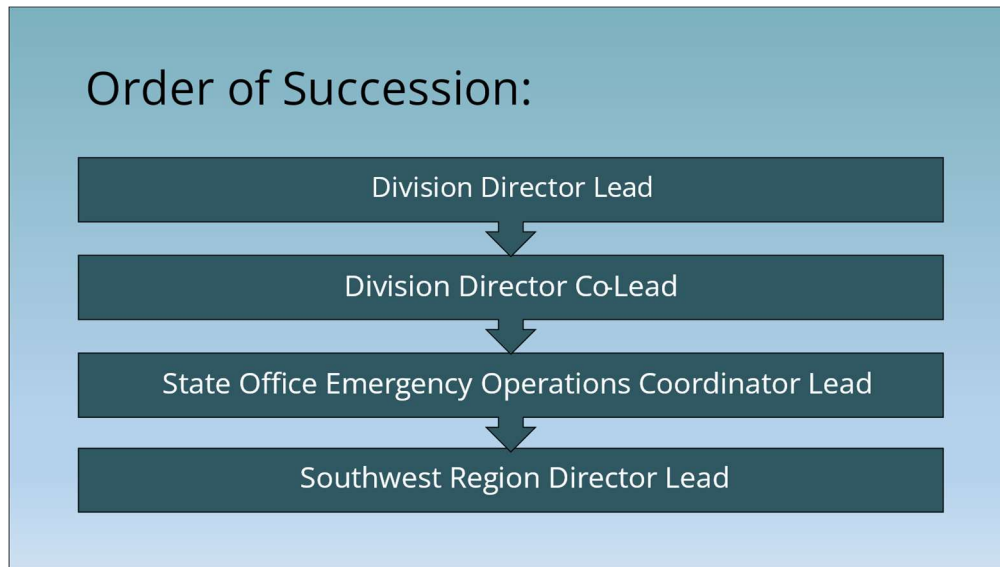 Order of Succession:
Division Director Lead
Division Director Co-Lead
State Office Emergency Operations Coordinator Lead
Southwest Region Director Lead